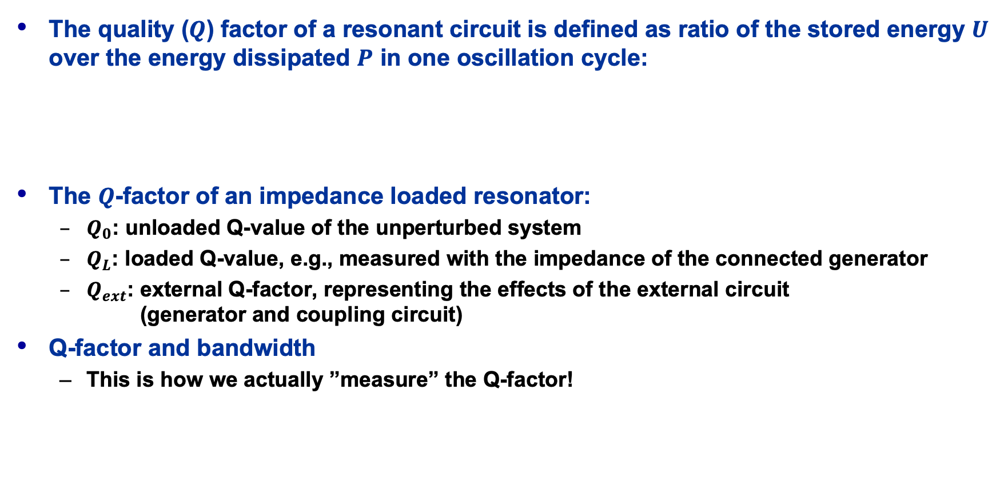 • The quality (Q) factor of a resonant circuit is defined as ratio of the stored energy U
over the energy dissipated P in one oscillation cycle:
• The Q-factor of an impedance loaded resonator:
– Q₀: unloaded Q-value of the unperturbed system
– Q_L: loaded Q-value, e.g., measured with the impedance of the connected generator
– Q_ext: external Q-factor, representing the effects of the external circuit
(generator and coupling circuit)
• Q-factor and bandwidth
– This is how we actually ”measure” the Q-factor!